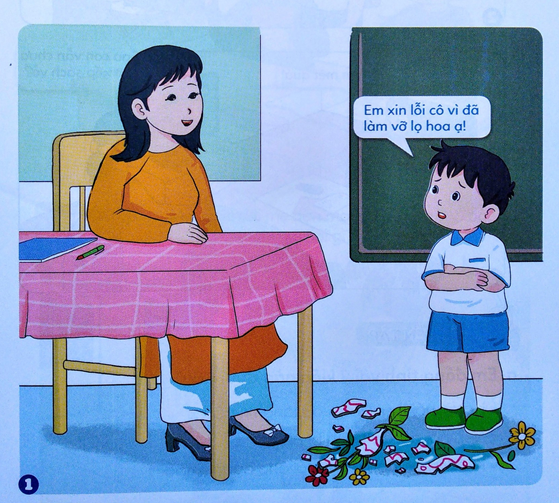 Em xin lỗi cô vì đã
làm vỡ lọ hoa ạ!
1